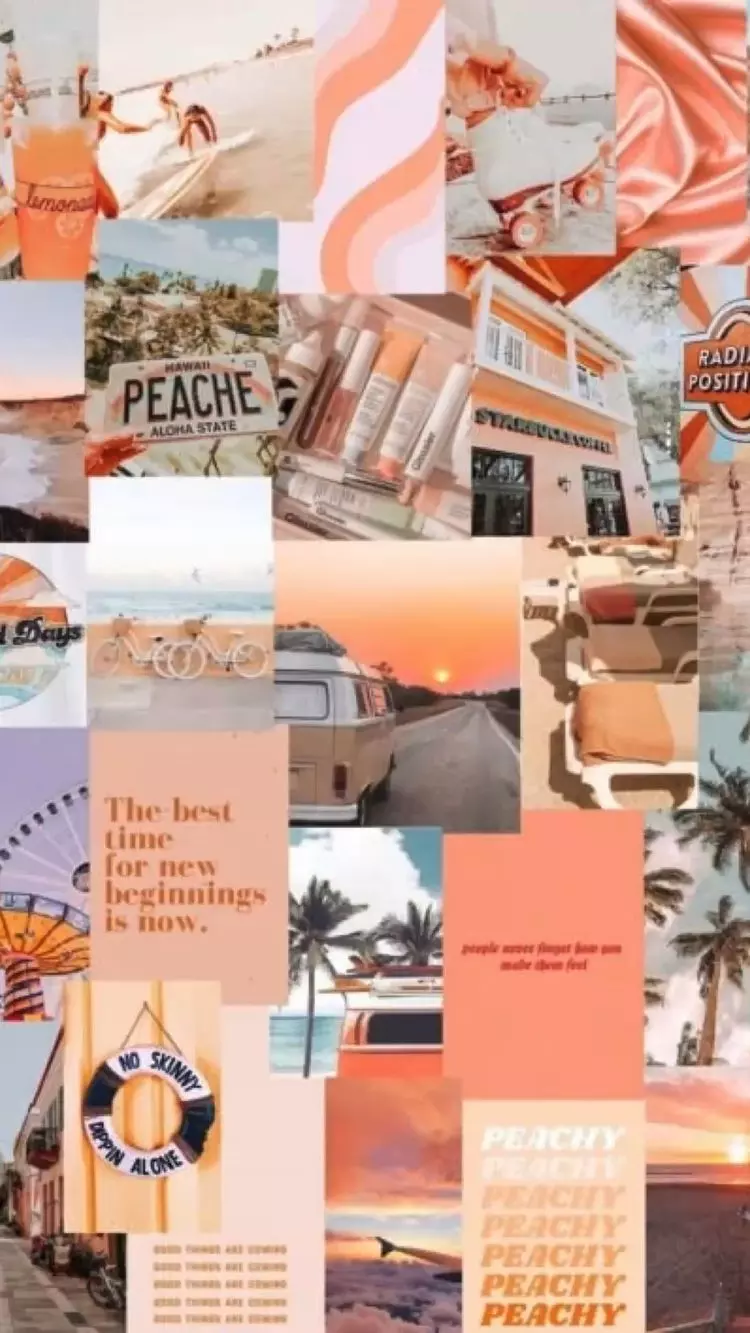 lemonade
HAWAII
PEACHE
ALOHA STATE
Glossier
Glossier
STARBUCKS COFFEE
RADIA
POSITI
d Days
The best
time
for new
beginnings
is now.
people never forget how you
make them feel
NO SKINNY
DIPPIN ALONE
GOOD THINGS ARE COMING
GOOD THINGS ARE COMING
GOOD THINGS ARE COMING
GOOD THINGS ARE COMING
GOOD THINGS ARE COMING
PEACHY
PEACHY
PEACHY
PEACHY
PEACHY
PEACHY
PEACHY